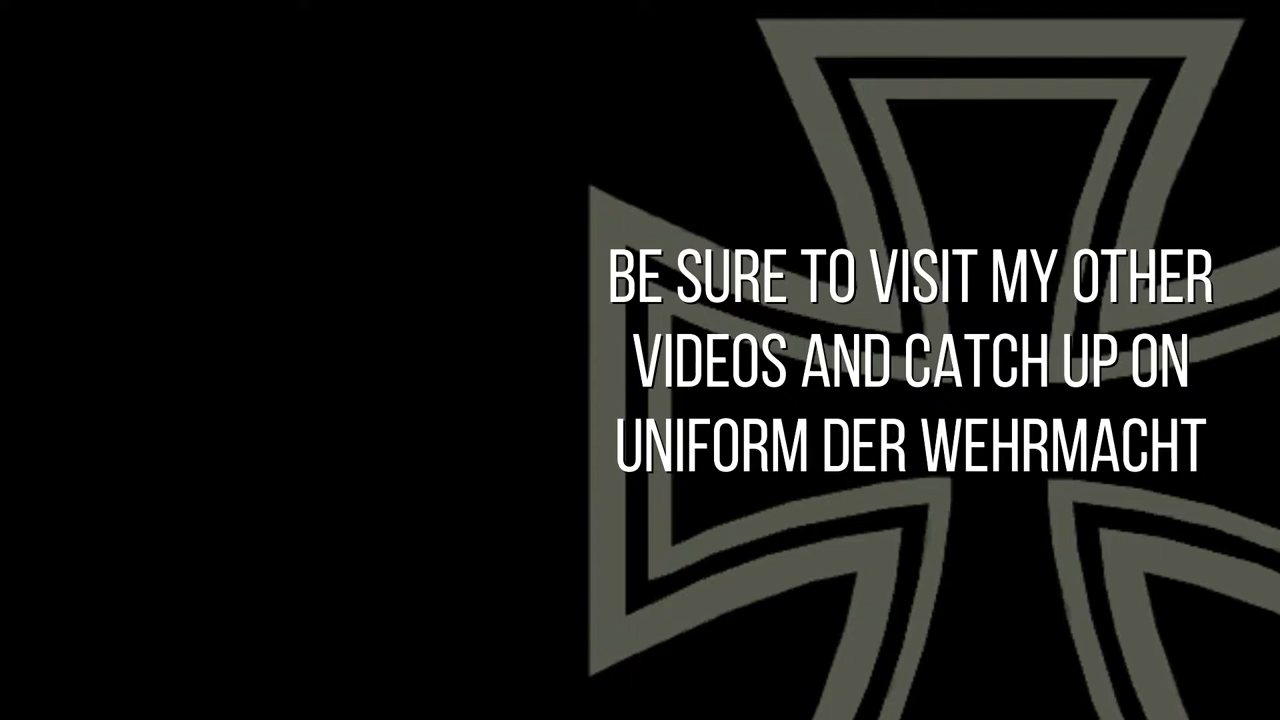 BE SURE TO VISIT MY OTHER
VIDEOS AND CATCH UP ON
UNIFORM DER WEHRMACHT